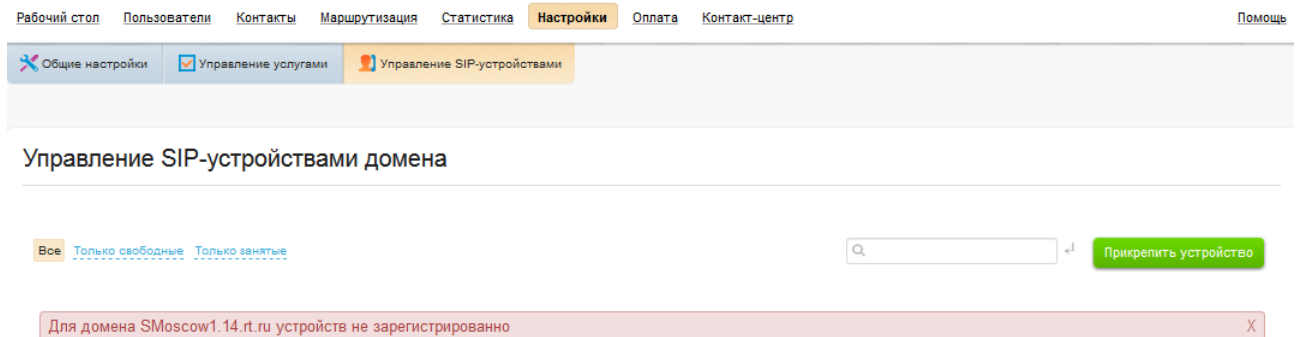 Рабочий стол Пользователи Контакты Маршрутизация Статистика Настройки Оплата Контакт-центр Помощь
Общие настройки Управление услугами Управление SIP-устройствами
Управление SIP-устройствами домена
Все Только свободные Только занятые Прикрепить устройство
Для домена SMoscow1.14.rt.ru устройств не зарегистрированно X